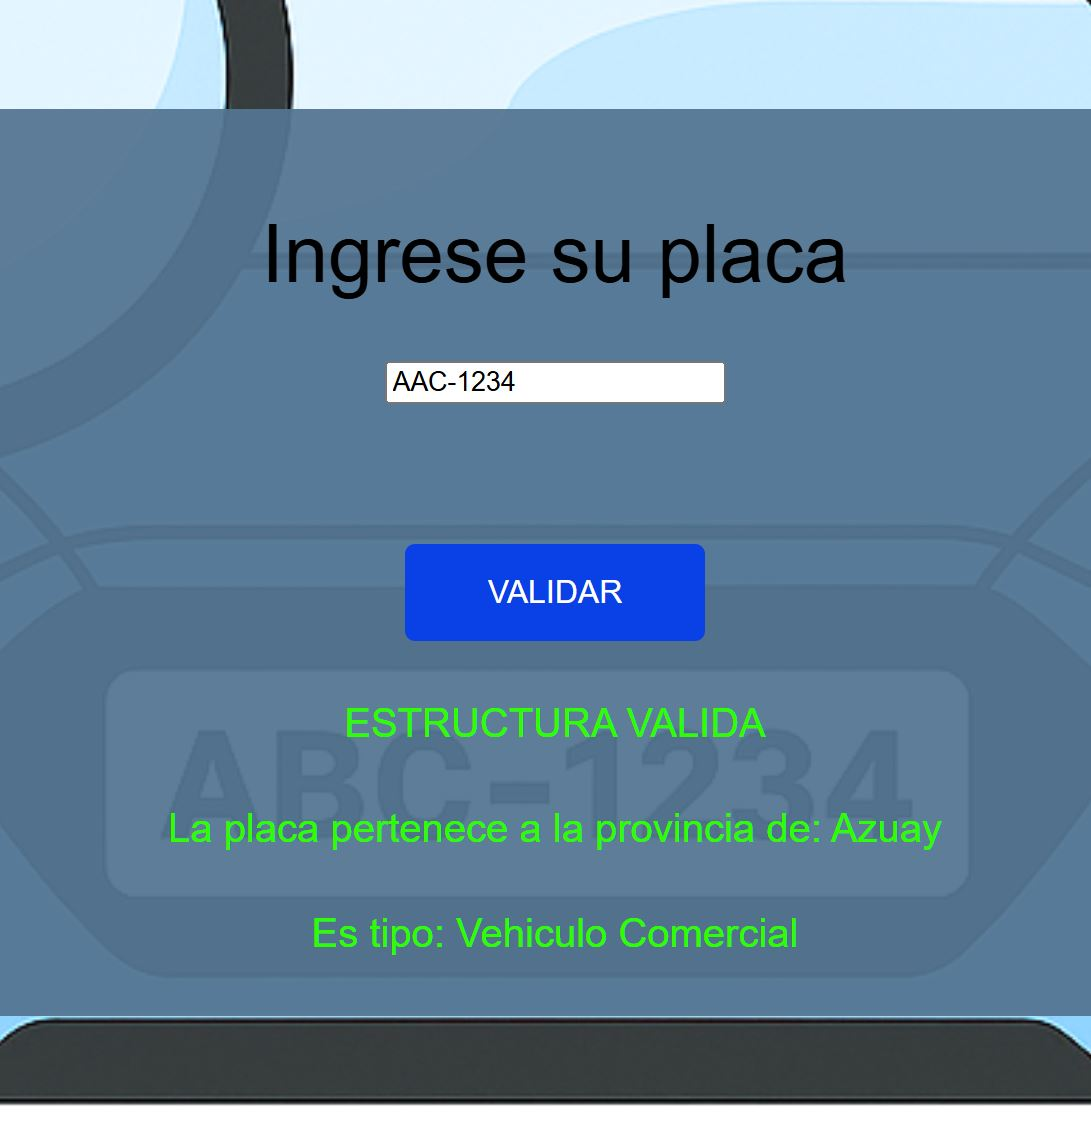 Ingrese su placa
AAC-1234
VALIDAR
ESTRUCTURA VALIDA
ABC-1234
La placa pertenece a la provincia de: Azuay
Es tipo: Vehiculo Comercial